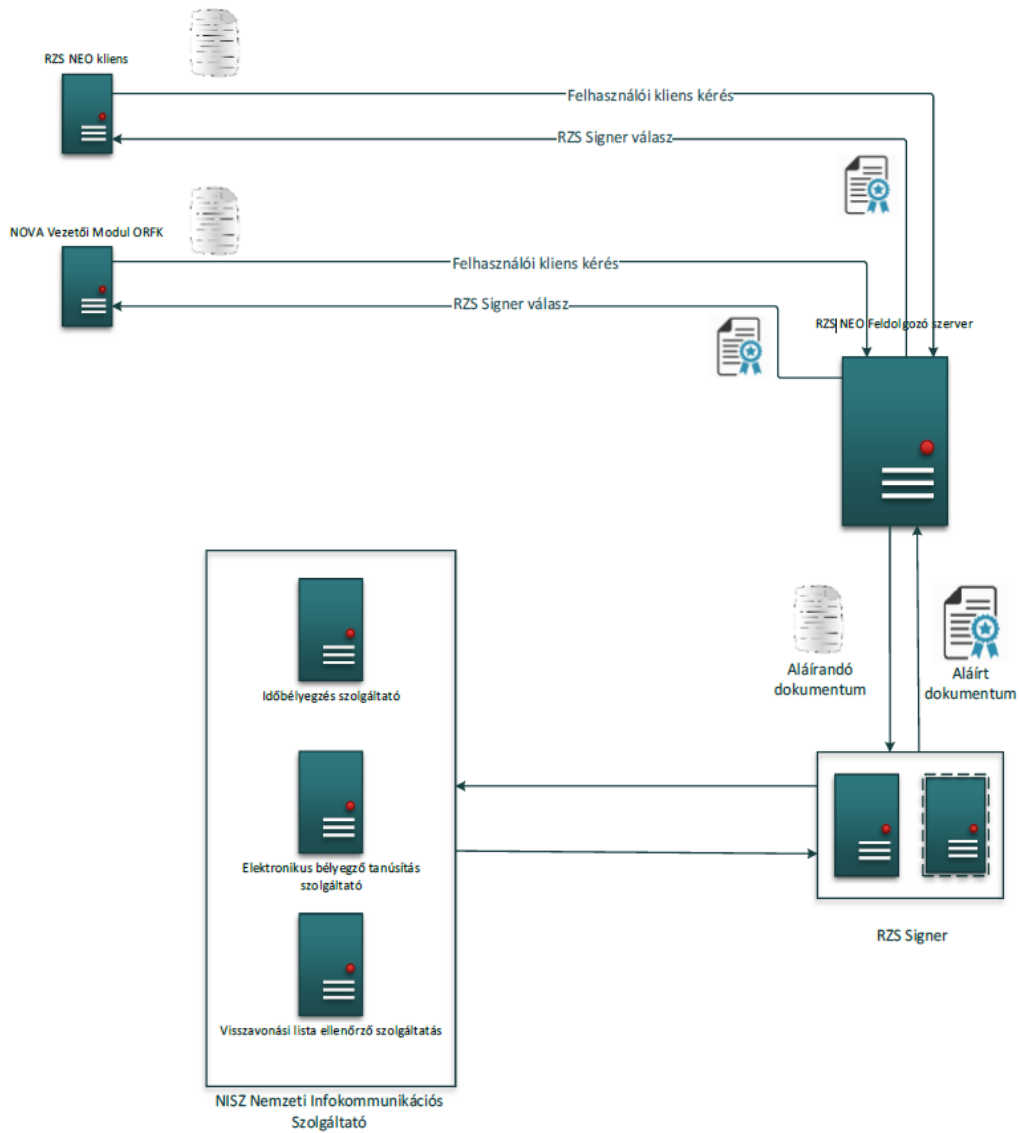 RZS NEO kliens
Felhasználói kliens kérés
RZS Signer válasz
NOVA Vezetői Modul ORFK
Felhasználói kliens kérés
RZS Signer válasz
RZS NEO Feldolgozó szerver
Aláírandó
dokumentum
Aláírt
dokumentum
Időbélyegzés szolgáltató
Elektronikus bélyegző tanúsítás
szolgáltató
Visszavonási lista ellenőrző szolgáltatás
RZS Signer
NISZ Nemzeti Infokommunikációs
Szolgáltató